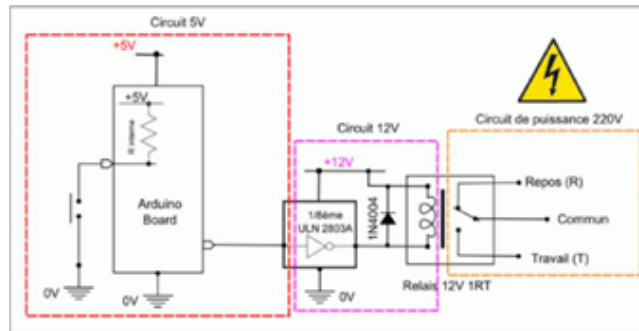 Circuit 5V
+5V
+5V
R interne
Arduino
Board
0V
0V
Circuit 12V
+12V
1/8ème
ULN 2803A
0V
1N4004
Relais 12V 1RT
Circuit de puissance 220V
Repos (R)
Commun
Travail (T)